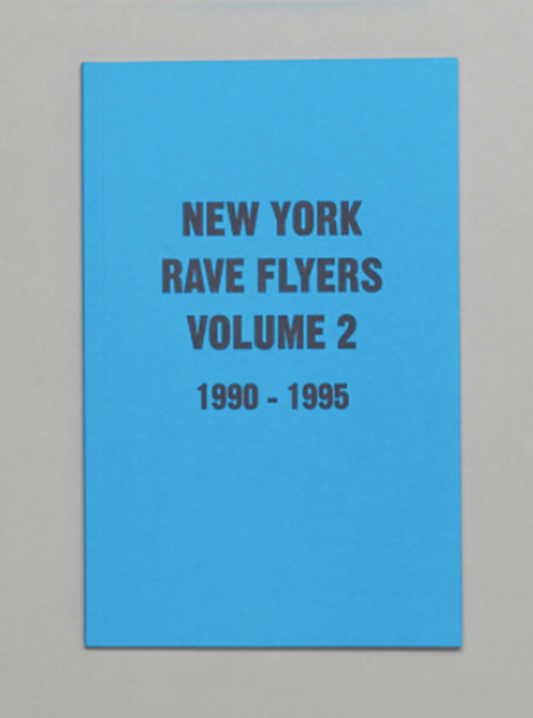 NEW YORK
RAVE FLYERS
VOLUME 2
1990 - 1995